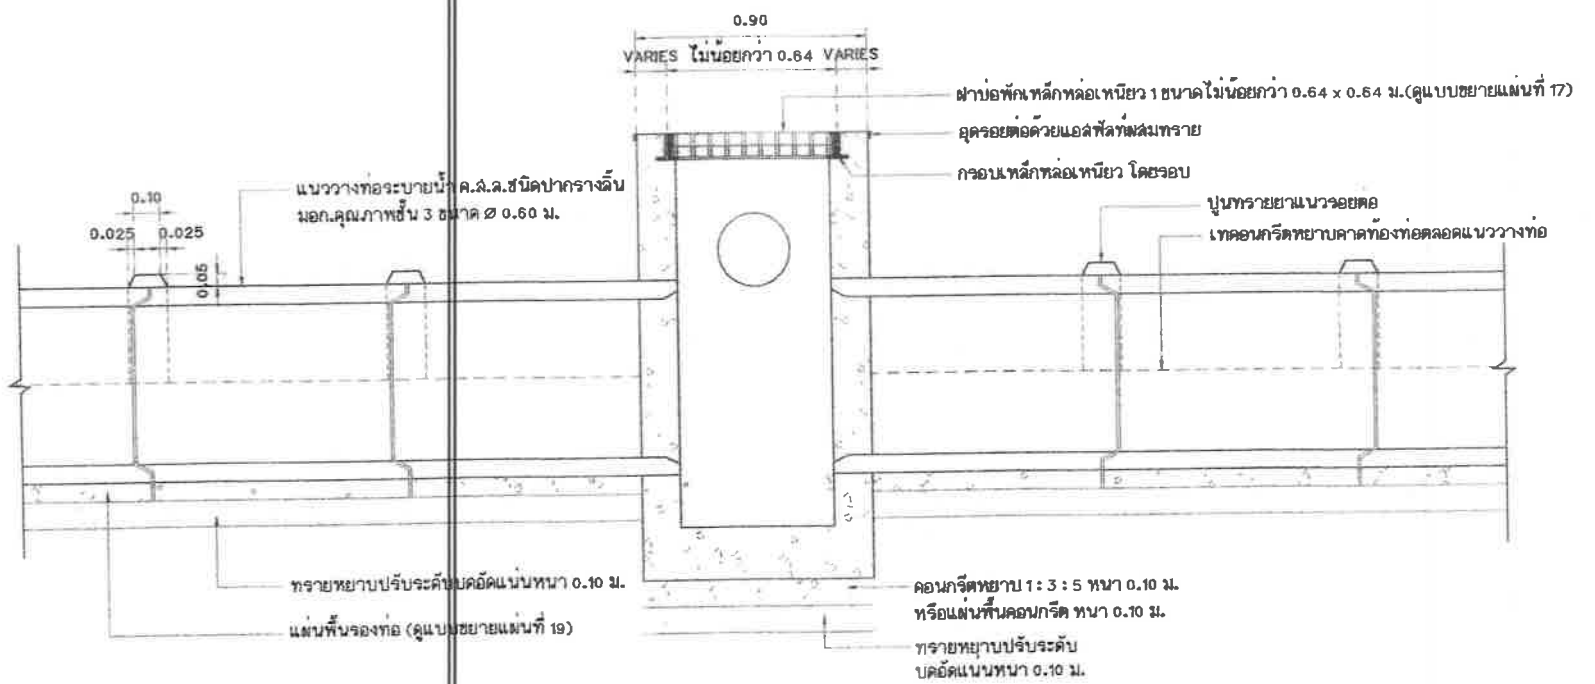 0.90
VARIES ไม่น้อยกว่า 0.64 VARIES
ฝาบ่อพักเหล็กหล่อเหนียว 1 ขนาดไม่น้อยกว่า 0.64 x 0.64 ม.(ดูแบบขยายแผ่นที่ 17)
อุดรอยต่อด้วยแอสฟัลท์ผสมทราย
กรอบเหล็กหล่อเหนียว โดยรอบ
แนววางท่อระบายน้ำ ค.ส.ล.ชนิดปากรางลิ้น
มอก.คุณภาพชั้น 3 ขนาด Ø 0.60 ม.
0.10
0.025
0.025
0.05
ปูนทรายยาแนวรอยต่อ
เทคอนกรีตหยาบคาดท้องท่อตลอดแนววางท่อ
ทรายหยาบปรับระดับบดอัดแน่นหนา 0.10 ม.
แผ่นพื้นรองท่อ (ดูแบบขยายแผ่นที่ 19)
คอนกรีตหยาบ 1 : 3 : 5 หนา 0.10 ม.
หรือแผ่นพื้นคอนกรีต หนา 0.10 ม.
ทรายหยาบปรับระดับ
บดอัดแน่นหนา 0.10 ม.